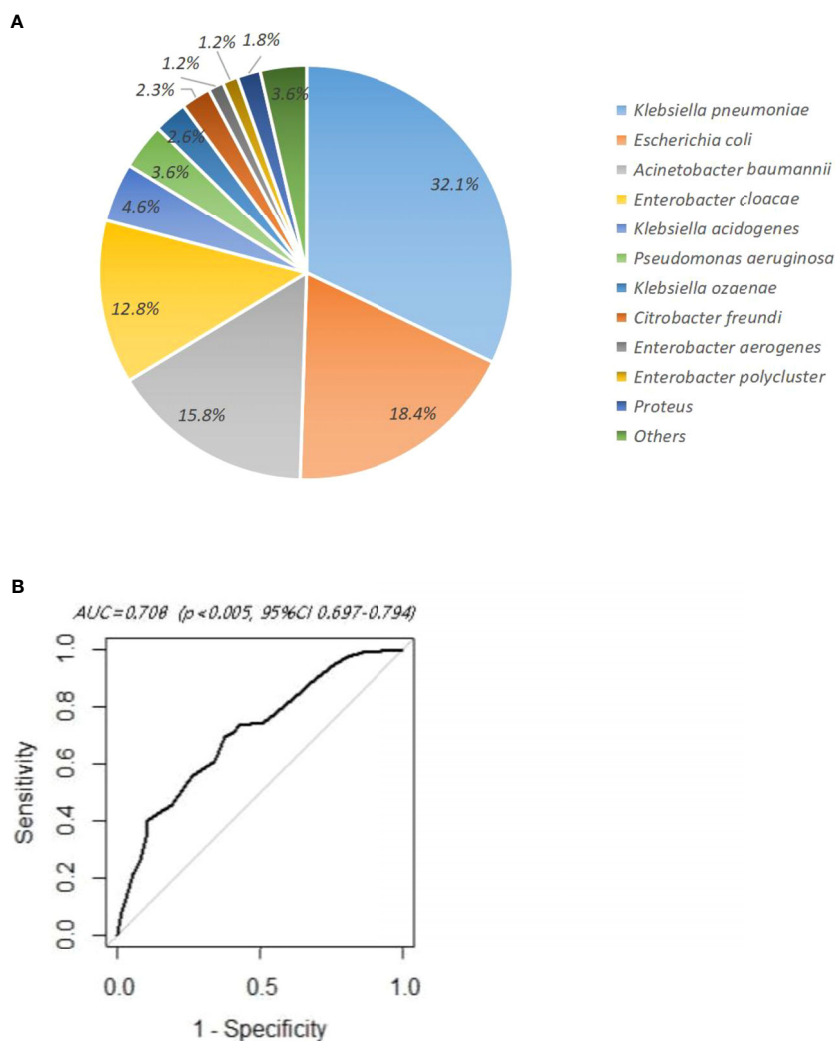 A
1.2%
1.2%
1.8%
2.3%
3.6%
2.6%
3.6%
4.6%
32.1%
12.8%
15.8%
18.4%
Klebsiella pneumoniae
Escherichia coli
Acinetobacter baumannii
Enterobacter cloacae
Klebsiella acidogenes
Pseudomonas aeruginosa
Klebsiella ozaenae
Citrobacter freundi
Enterobacter aerogenes
Enterobacter polycluster
Proteus
Others
B
AUC=0.708 (p<0.005, 95%CI 0.697-0.794)
Sensitivity
1.0
0.8
0.6
0.4
0.2
0.0
0.0 0.5 1.0
1 - Specificity